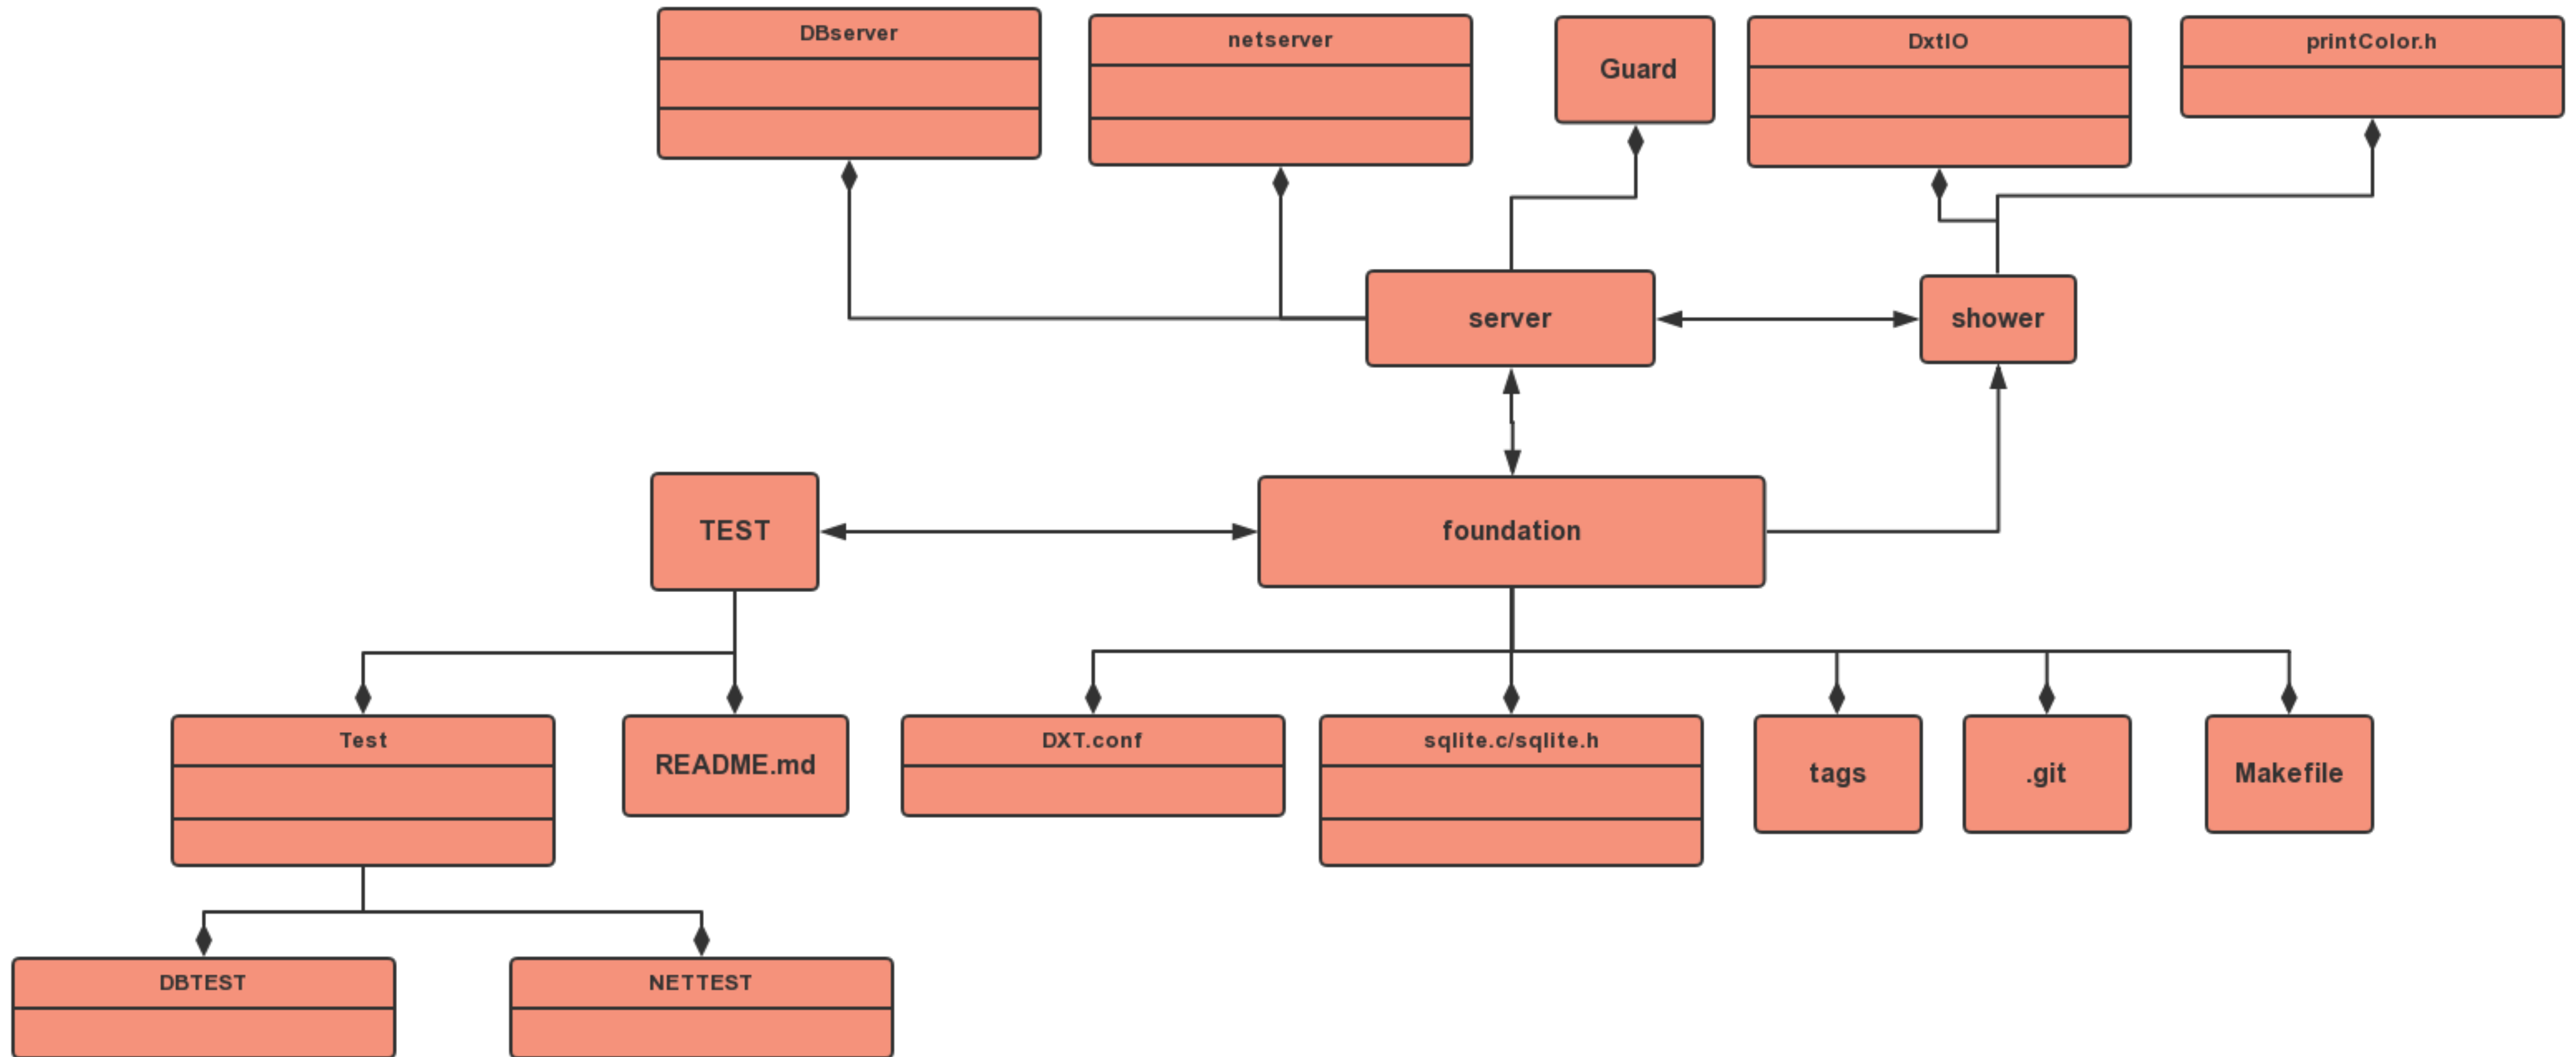 DBserver
netserver
Guard
DxtIO
printColor.h
server
shower
TEST
foundation
Test
README.md
DXT.conf
sqlite.c/sqlite.h
tags
.git
Makefile
DBTEST
NETTEST